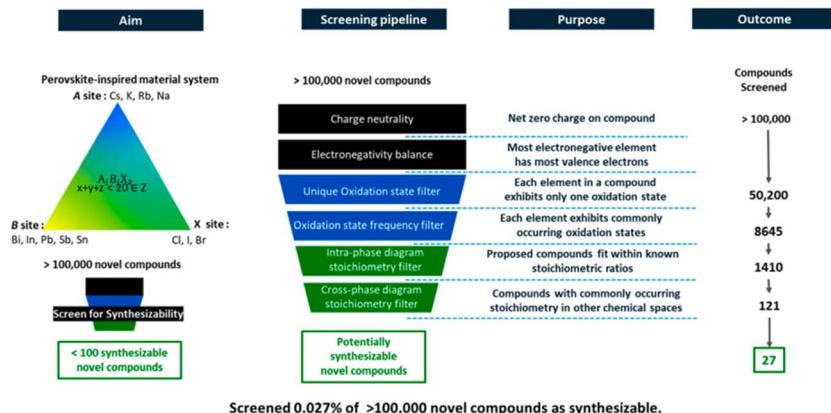 Aim
Screening pipeline
Purpose
Outcome
Perovskite-inspired material system
A site : Cs, K, Rb, Na
x+y+z < 20 ∈ Z
B site :
Bi, In, Pb, Sb, Sn
X site :
Cl, I, Br
> 100,000 novel compounds
Screen for Synthesizability
< 100 synthesizable
novel compounds
> 100,000 novel compounds
Charge neutrality
Electronegativity balance
Unique Oxidation state filter
Oxidation state frequency filter
Intra-phase diagram
stoichiometry filter
Cross-phase diagram
stoichiometry filter
Potentially
synthesizable
novel compounds
Net zero charge on compound
Most electronegative element
has most valence electrons
Each element in a compound
exhibits only one oxidation state
Each element exhibits commonly
occurring oxidation states
Proposed compounds fit within known
stoichiometric ratios
Compounds with commonly occurring
stoichiometry in other chemical spaces
Compounds
Screened
> 100,000
50,200
8645
1410
121
27
Screened 0.027% of >100,000 novel compounds as synthesizable.